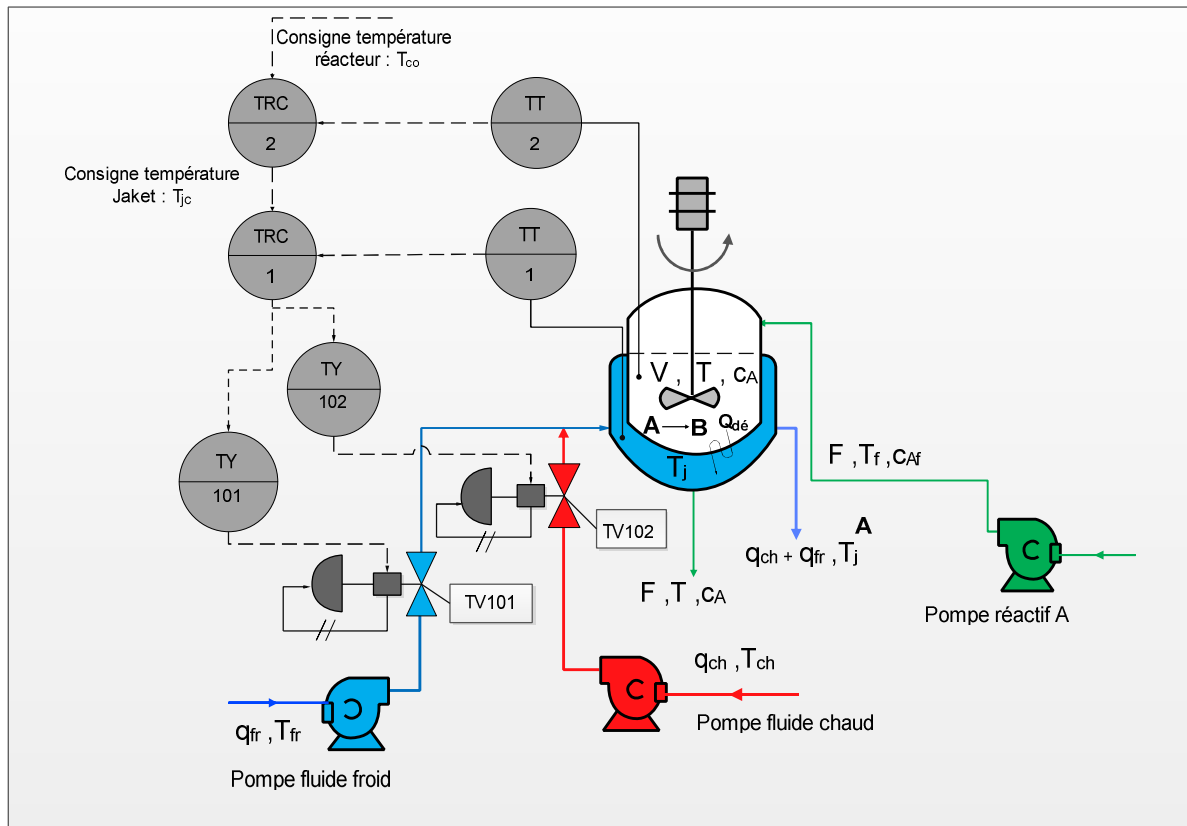 Consigne température
réacteur : Tco
TRC
2
TT
2
Consigne température
Jaket : Tjc
TRC
1
TT
1
TY
102
TY
101
V , T , cA
A → B
Qdé
Tj
F ,Tf ,cAf
TV102
A
qch + qfr ,Tj
F ,T ,cA
TV101
Pompe réactif A
qch ,Tch
Pompe fluide chaud
qfr ,Tfr
Pompe fluide froid